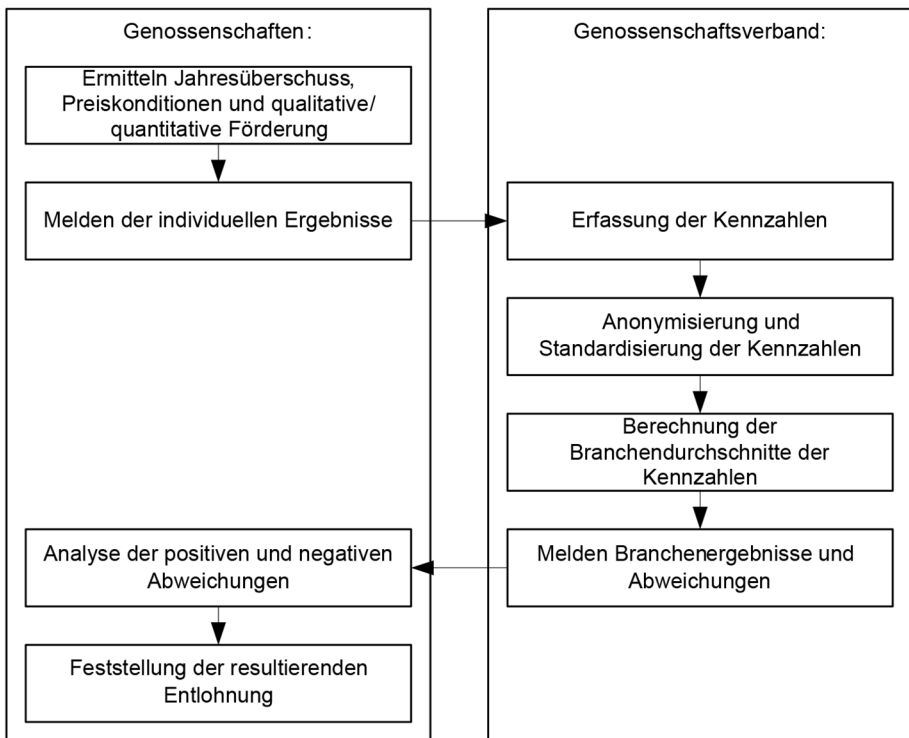 Genossenschaften:
Ermitteln Jahresüberschuss,
Preiskonditionen und qualitative/
quantitative Förderung
Melden der individuellen Ergebnisse
Genossenschaftsverband:
Erfassung der Kennzahlen
Anonymisierung und
Standardisierung der Kennzahlen
Berechnung der
Branchendurchschnitte der
Kennzahlen
Melden Branchenergebnisse und
Abweichungen
Analyse der positiven und negativen
Abweichungen
Feststellung der resultierenden
Entlohnung